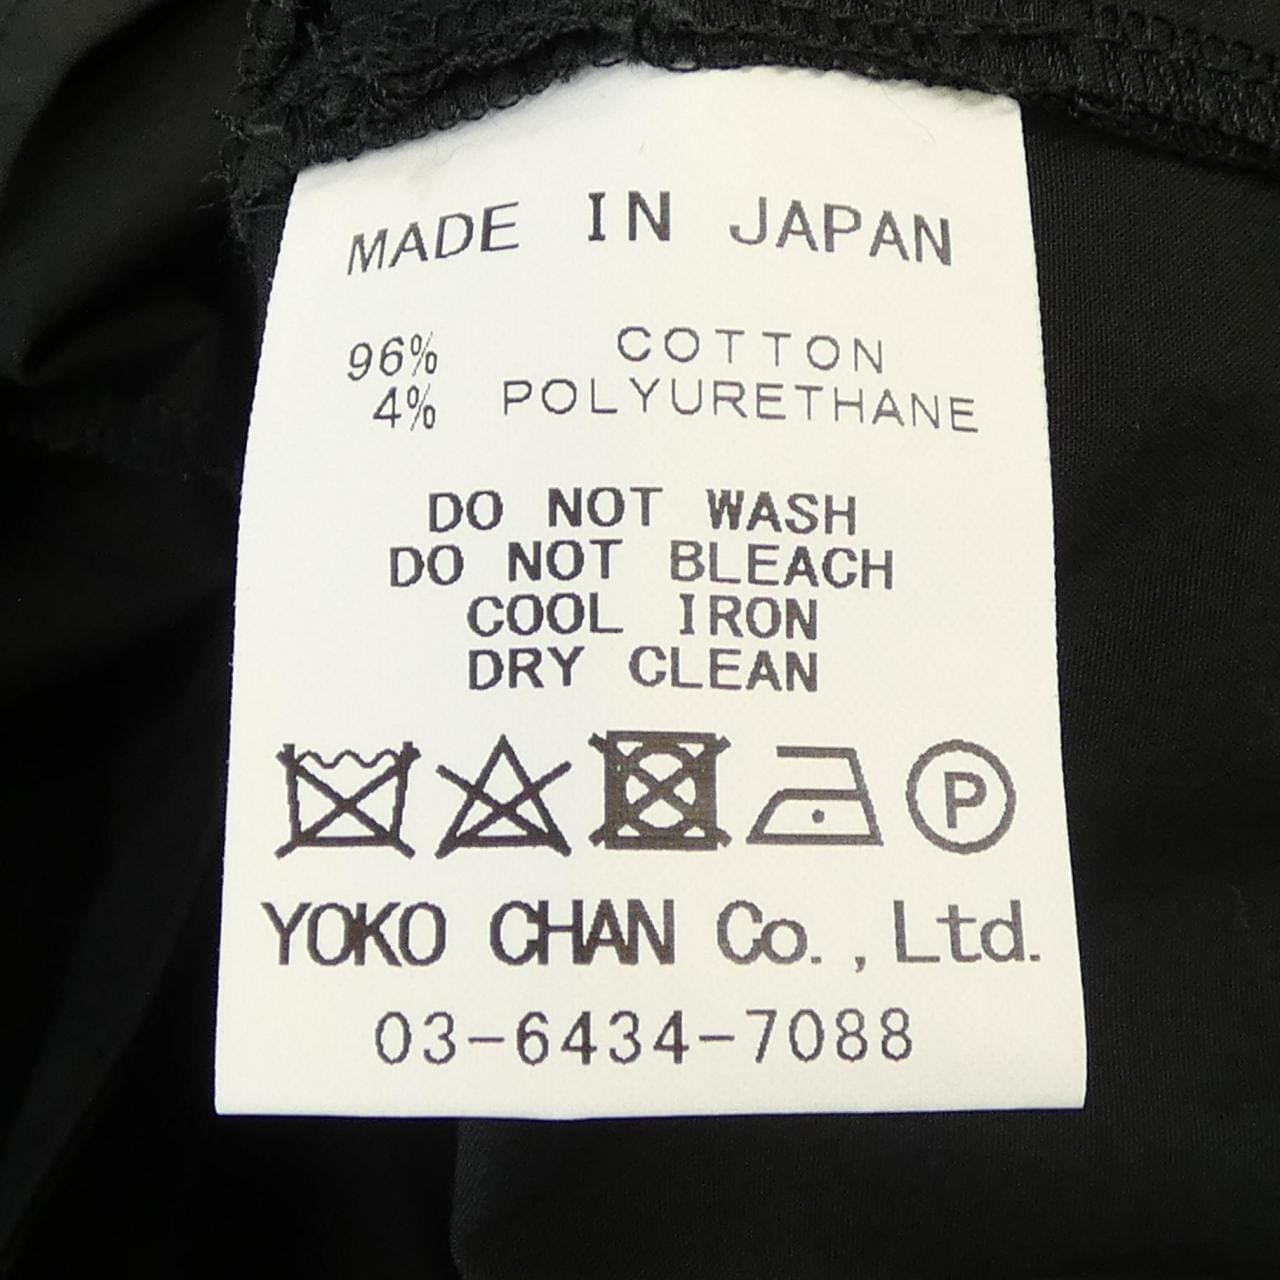 MADE IN JAPAN
96% COTTON
4% POLYURETHANE
DO NOT WASH
DO NOT BLEACH
COOL IRON
DRY CLEAN
P
YOKO CHAN Co., Ltd.
03-6434-7088